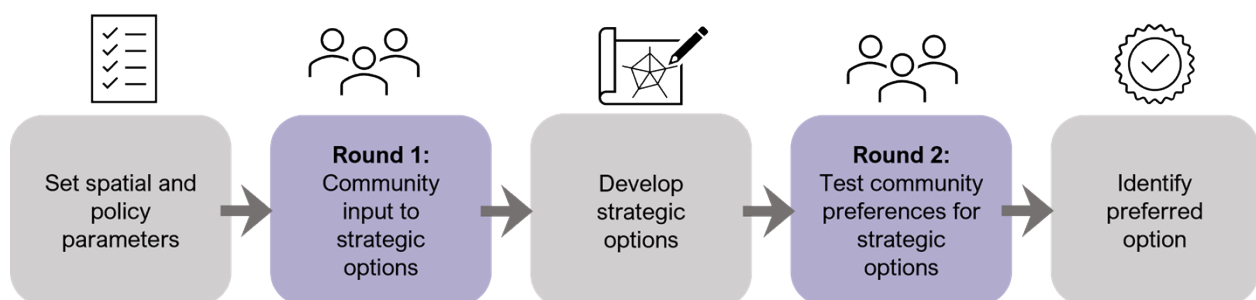 Set spatial and
policy
parameters
Round 1:
Community
input to
strategic
options
Develop
strategic
options
Round 2:
Test community
preferences for
strategic
options
Identify
preferred
option